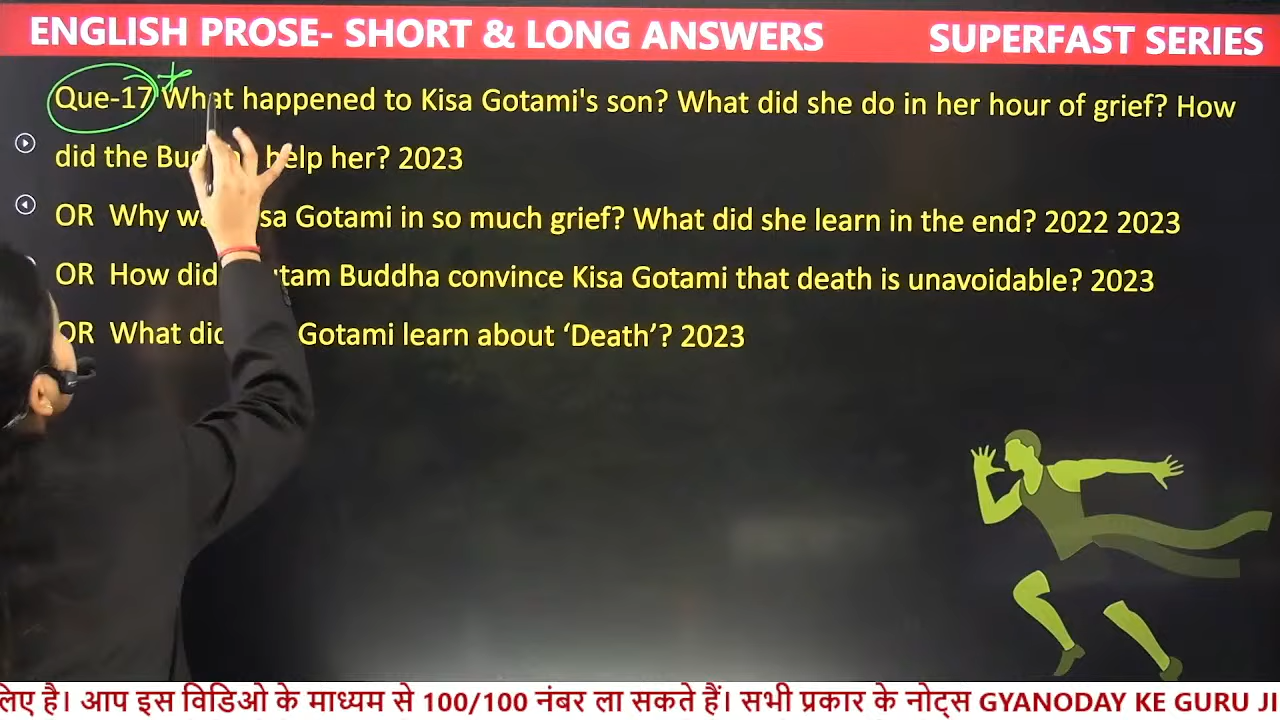 ENGLISH PROSE- SHORT & LONG ANSWERS SUPERFAST SERIES
Que-17 What happened to Kisa Gotami's son? What did she do in her hour of grief? How
did the help her? 2023
OR Why Gotami in so much grief? What did she learn in the end? 2022 2023
OR How did Buddha convince Kisa Gotami that death is unavoidable? 2023
OR What Gotami learn about ‘Death’? 2023
लिए है। आप इस विडिओ के माध्यम से 100/100 नंबर ला सकते हैं। सभी प्रकार के नोट्स GYANODAY KE GURU JI